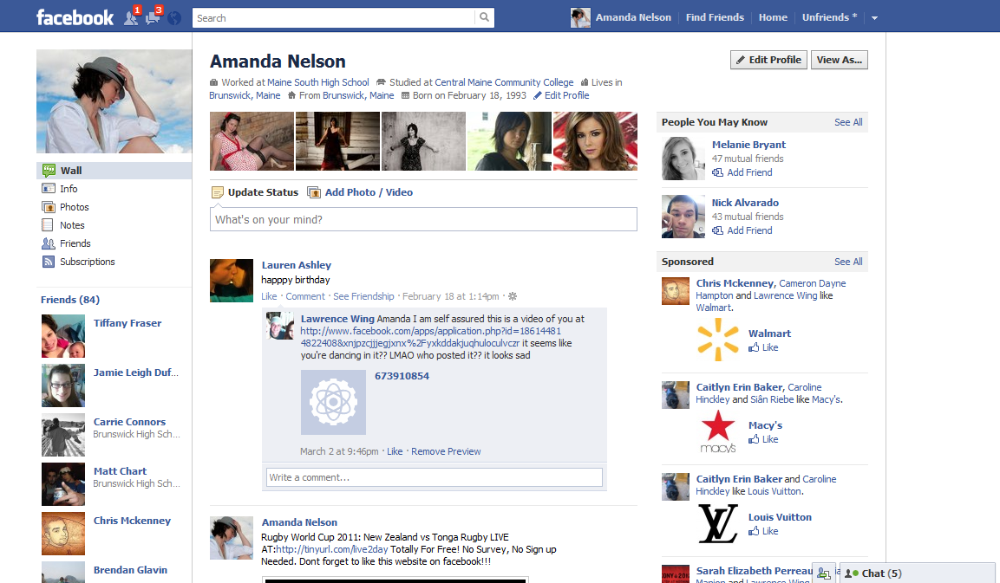 facebook
1
3
Search
Amanda Nelson
Find Friends
Home
Unfriends *
Amanda Nelson
Edit Profile
View As...
Worked at Maine South High School Studied at Central Maine Community College Lives in
Brunswick, Maine From Brunswick, Maine Born on February 18, 1993 Edit Profile
Wall
Info
Photos
Notes
Friends
Subscriptions
Friends (84)
Tiffany Fraser
Jamie Leigh Duf...
Carrie Connors
Brunswick High Sch...
Matt Chart
Brunswick High Sch...
Chris Mckenney
Brendan Glavin
Update Status Add Photo / Video
What's on your mind?
Lauren Ashley
happpy birthday
Like · Comment · See Friendship · February 18 at 1:14pm ·
Lawrence Wing Amanda I am self assured this is a video of you at
http://www.facebook.com/apps/application.php?id=18614481
4822408&xnjpzcjjjegjxnx%2Fyxkddakjuqhuloculvczr it seems like
you're dancing in it?? LMAO who posted it?? it looks sad
673910854
March 2 at 9:46pm · Like · Remove Preview
Write a comment...
Amanda Nelson
Rugby World Cup 2011: New Zealand vs Tonga Rugby LIVE
AT:http://tinyurl.com/live2day Totally For Free! No Survey, No Sign up
Needed. Dont forget to like this website on facebook!!!
People You May Know
See All
Melanie Bryant
47 mutual friends
Add Friend
Nick Alvarado
43 mutual friends
Add Friend
Sponsored
See All
Chris Mckenney, Cameron Dayne
Hampton and Lawrence Wing like
Walmart.
Walmart
Like
Caitlyn Erin Baker, Caroline
Hinckley and Siân Riebe like Macy's.
macy's
Macy's
Like
Caitlyn Erin Baker and Caroline
Hinckley like Louis Vuitton.
LV
Louis Vuitton
Like
Sarah Elizabeth Perreau
and Lawrence Wing
Chat (5)